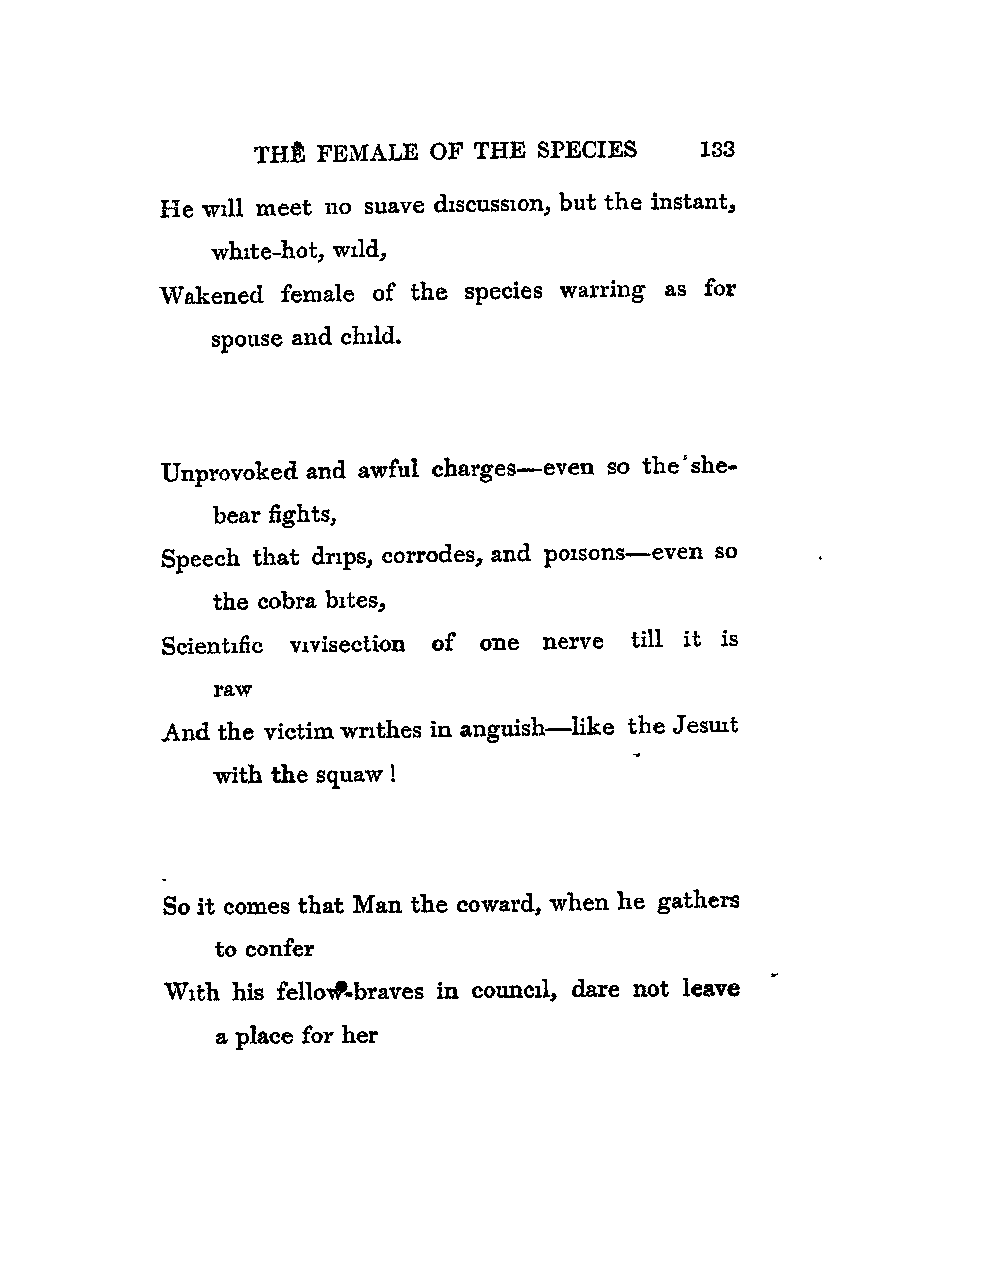 THE FEMALE OF THE SPECIES 133
He will meet no suave discussion, but the instant,
white-hot, wild,
Wakened female of the species warring as for
spouse and child.
Unprovoked and awful charges—even so the she-
bear fights,
Speech that drips, corrodes, and poisons—even so
the cobra bites,
Scientific vivisection of one nerve till it is
raw
And the victim writhes in anguish—like the Jesuit
with the squaw!
So it comes that Man the coward, when he gathers
to confer
With his fellow-braves in council, dare not leave
a place for her